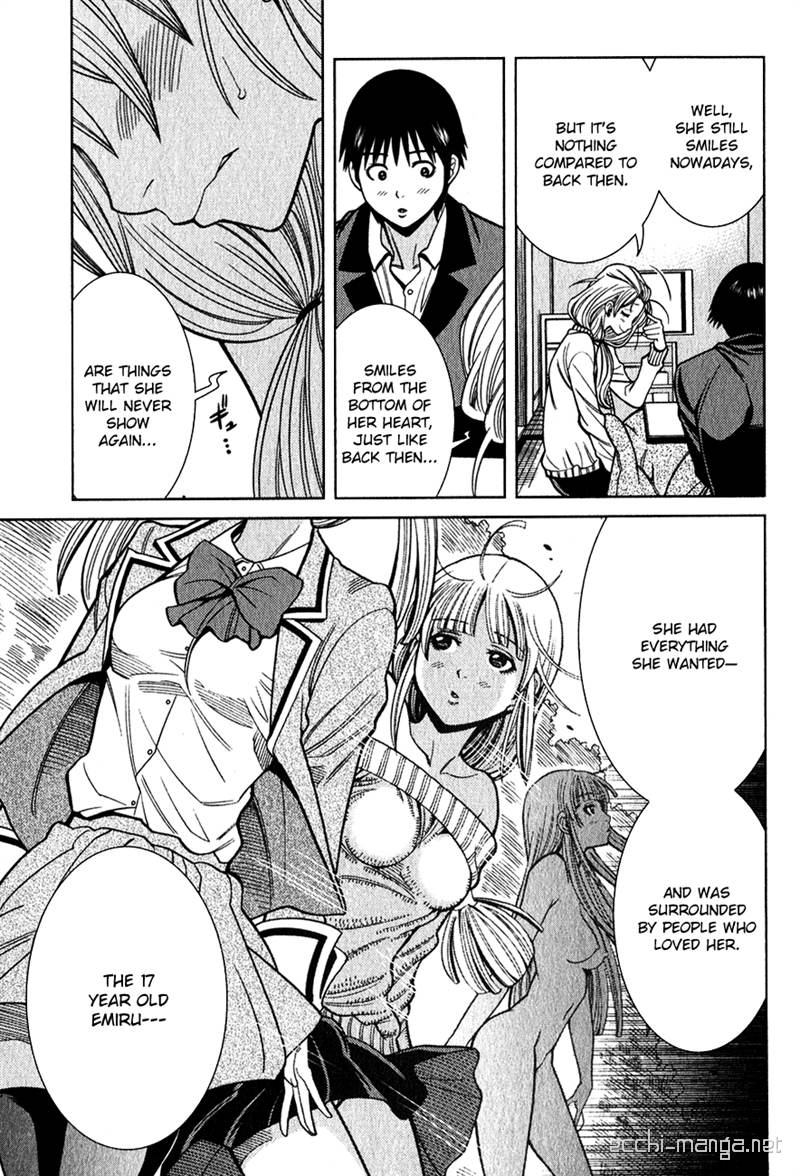 WELL,
SHE STILL
SMILES
NOWADAYS,
BUT IT'S
NOTHING
COMPARED TO
BACK THEN.
SMILES
FROM THE
BOTTOM OF
HER HEART,
JUST LIKE
BACK THEN...
ARE THINGS
THAT SHE
WILL NEVER
SHOW
AGAIN...
ギュ…
SHE HAD
EVERYTHING
SHE WANTED—
AND WAS
SURROUNDED
BY PEOPLE WHO
LOVED HER.
THE 17
YEAR OLD
EMIRU---
ecchi-manga.net